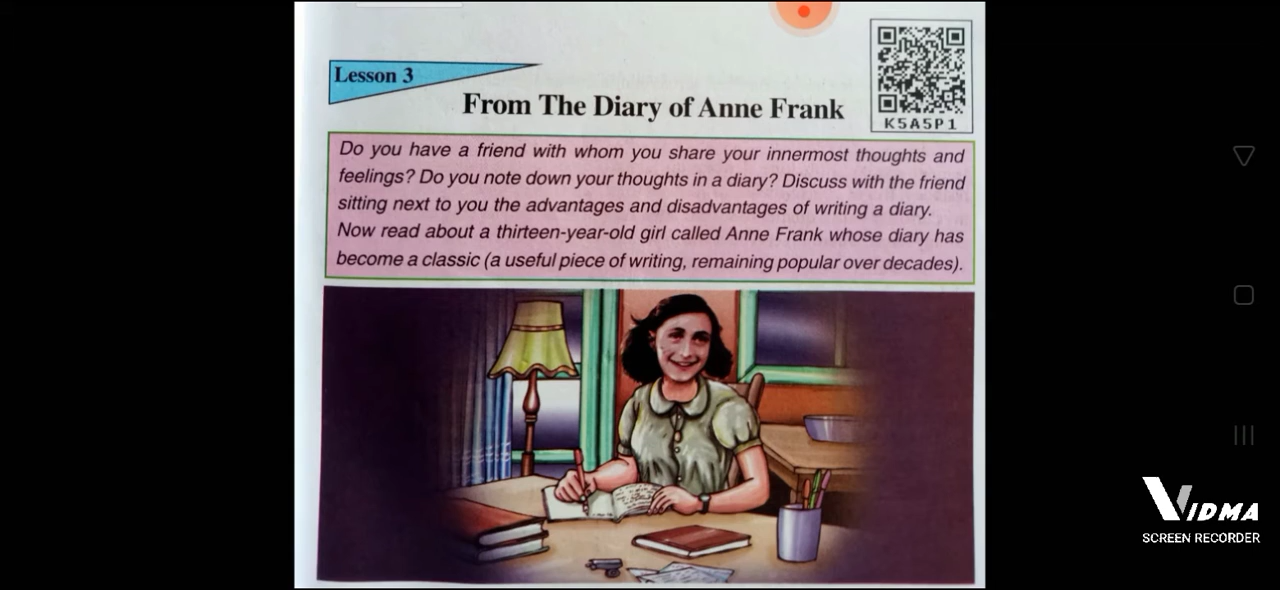 Lesson 3
From The Diary of Anne Frank
K5A5P1
Do you have a friend with whom you share your innermost thoughts and
feelings? Do you note down your thoughts in a diary? Discuss with the friend
sitting next to you the advantages and disadvantages of writing a diary.
Now read about a thirteen-year-old girl called Anne Frank whose diary has
become a classic (a useful piece of writing, remaining popular over decades).
VIDMA
SCREEN RECORDER